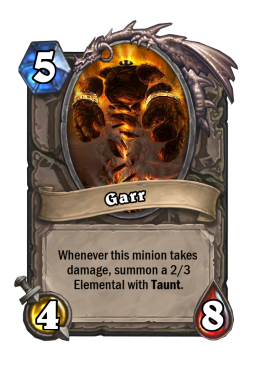 5
Garr
Whenever this minion takes
damage, summon a 2/3
Elemental with Taunt.
4
8